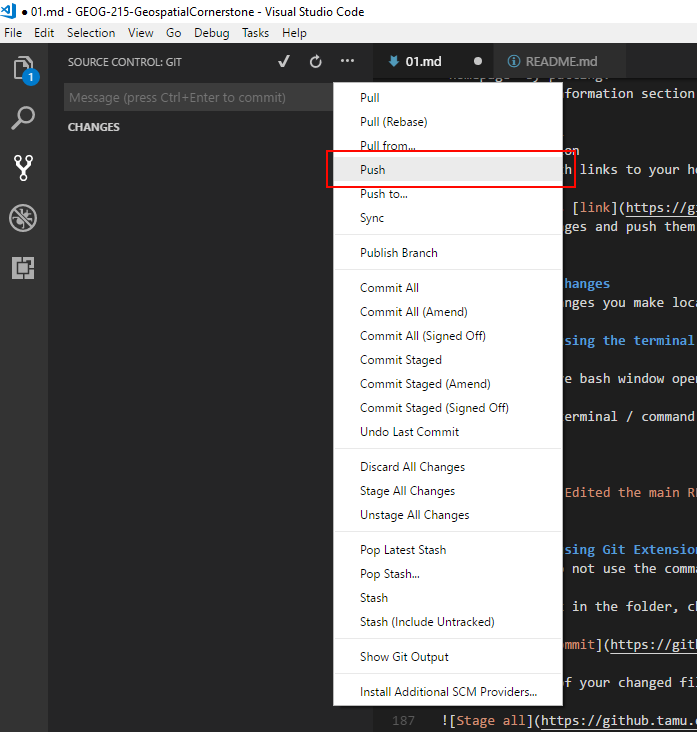 ● 01.md - GEOG-215-GeospatialCornerstone - Visual Studio Code
File Edit Selection View Go Debug Tasks Help
SOURCE CONTROL: GIT
01.md
README.md
1
Message (press Ctrl+Enter to commit)
CHANGES
Pull
Pull (Rebase)
Pull from...
Push
Push to...
Sync
Publish Branch
Commit All
Commit All (Amend)
Commit All (Signed Off)
Commit Staged
Commit Staged (Amend)
Commit Staged (Signed Off)
Undo Last Commit
Discard All Changes
Stage All Changes
Unstage All Changes
Pop Latest Stash
Pop Stash...
Stash
Stash (Include Untracked)
Show Git Output
Install Additional SCM Providers...
formation section
on
h links to your h
[link](https://g
ges and push them
hanges
nges you make loc
sing the terminal
e bash window ope
erminal / command
Edited the main R
sing Git Extension
not use the comma
t in the folder, c
mmit](https://git
of your changed fi
187 ![Stage all](https://github.tamu.